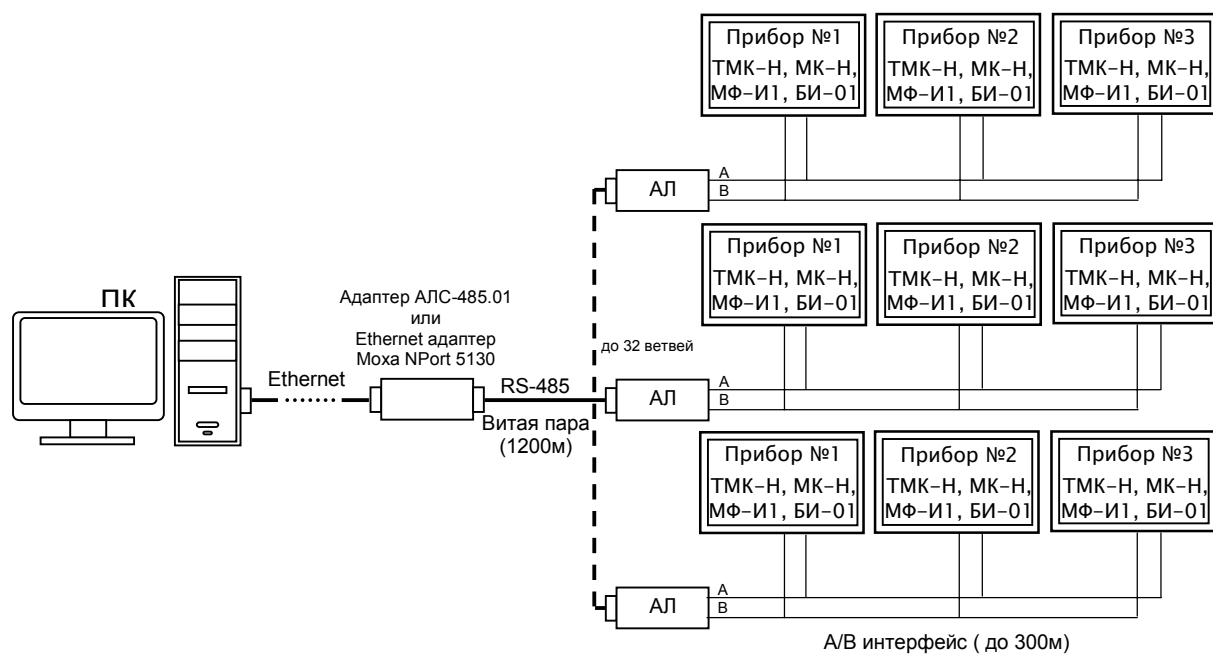 Прибор №1
ТМК-Н, МК-Н,
МФ-И1, БИ-01
Прибор №2
ТМК-Н, МК-Н,
МФ-И1, БИ-01
Прибор №3
ТМК-Н, МК-Н,
МФ-И1, БИ-01
АЛ
A
B
Прибор №1
ТМК-Н, МК-Н,
МФ-И1, БИ-01
Прибор №2
ТМК-Н, МК-Н,
МФ-И1, БИ-01
Прибор №3
ТМК-Н, МК-Н,
МФ-И1, БИ-01
ПК
Адаптер АЛС-485.01
или
Ethernet адаптер
Moxa NPort 5130
до 32 ветвей
Ethernet
RS-485
Витая пара
(1200м)
АЛ
A
B
Прибор №1
ТМК-Н, МК-Н,
МФ-И1, БИ-01
Прибор №2
ТМК-Н, МК-Н,
МФ-И1, БИ-01
Прибор №3
ТМК-Н, МК-Н,
МФ-И1, БИ-01
АЛ
A
B
A/B интерфейс ( до 300м)